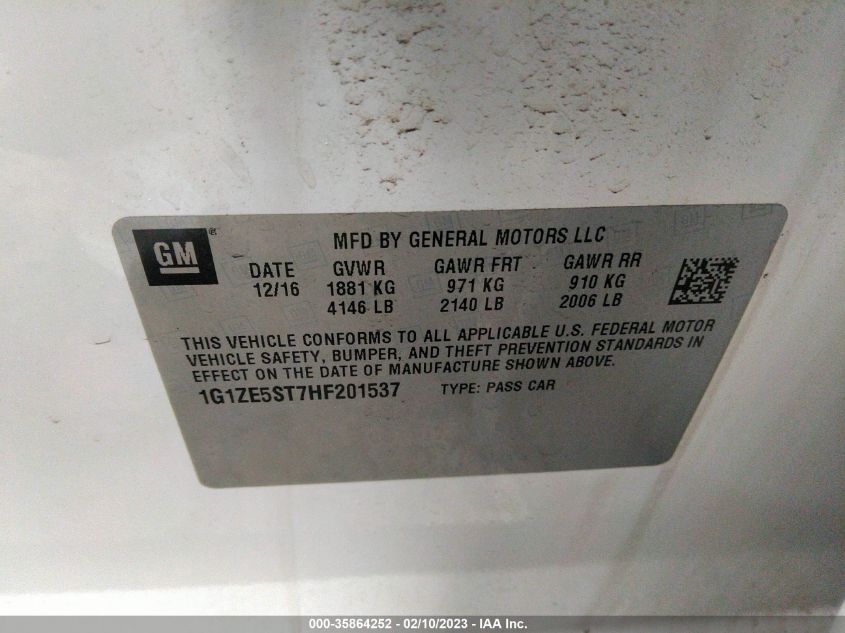 GM
MFD BY GENERAL MOTORS LLC
DATE GVWR GAWR FRT GAWR RR
12/16 1881 KG 971 KG 910 KG
4146 LB 2140 LB 2006 LB
THIS VEHICLE CONFORMS TO ALL APPLICABLE U.S. FEDERAL MOTOR
VEHICLE SAFETY, BUMPER, AND THEFT PREVENTION STANDARDS IN
EFFECT ON THE DATE OF MANUFACTURE SHOWN ABOVE.
1G1ZE5ST7HF201537 TYPE: PASS CAR
000-35864252 - 02/10/2023 - IAA Inc.